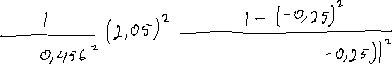 1 / 0,456² (2,05)² 1 - (-0,25)² / -0,25))²